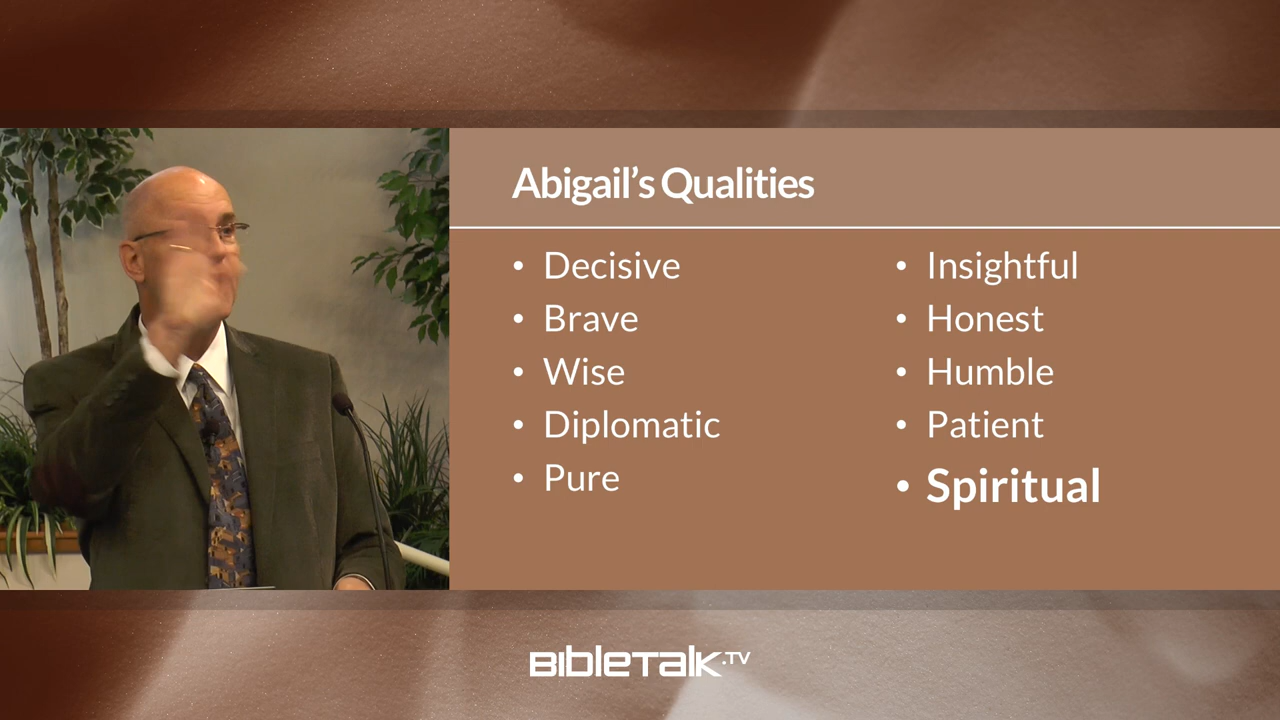 Abigail's Qualities
• Decisive
• Brave
• Wise
• Diplomatic
• Pure
• Insightful
• Honest
• Humble
• Patient
• Spiritual
BIBLETALK.TV